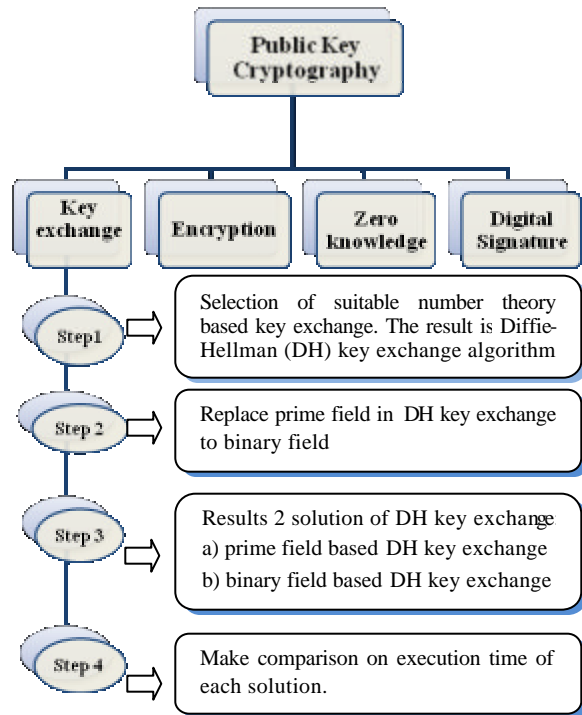 Public Key
Cryptography
Key
exchange
Encryption
Zero
knowledge
Digital
Signature
Step1
Selection of suitable number theory
based key exchange. The result is Diffie-
Hellman (DH) key exchange algorithm
Step 2
Replace prime field in DH key exchange
to binary field
Step 3
Results 2 solution of DH key exchange
a) prime field based DH key exchange
b) binary field based DH key exchange
Step 4
Make comparison on execution time of
each solution.